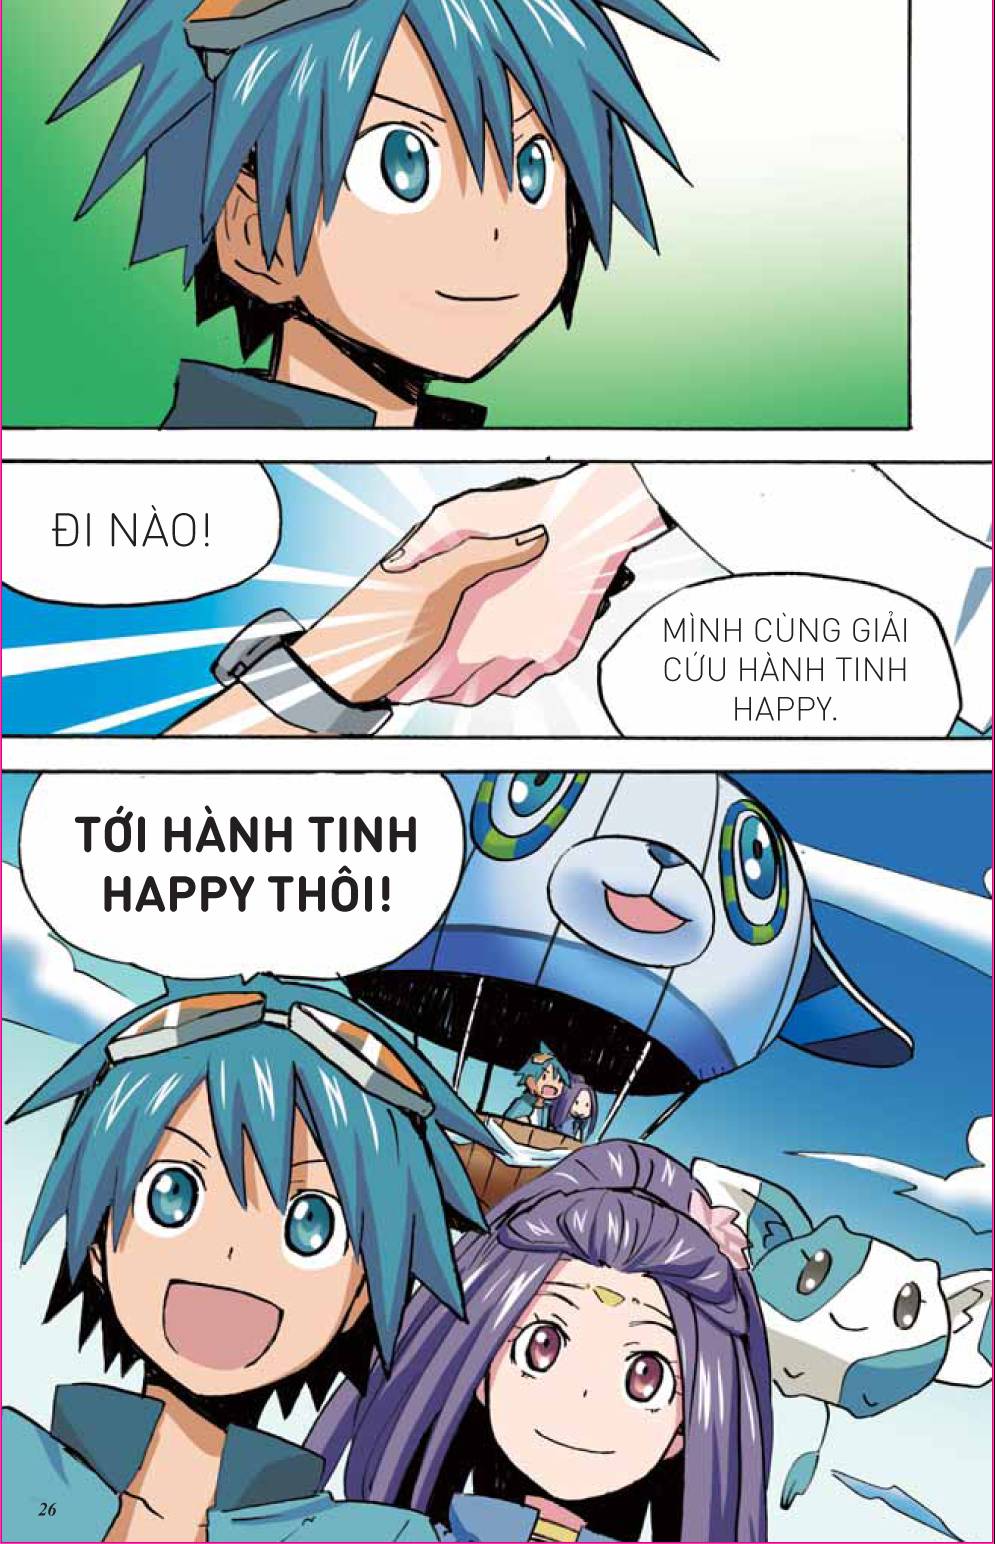 ĐI NÀO!
MÌNH CÙNG GIẢI
CỨU HÀNH TINH
HAPPY.
TỚI HÀNH TINH
HAPPY THÔI!
26